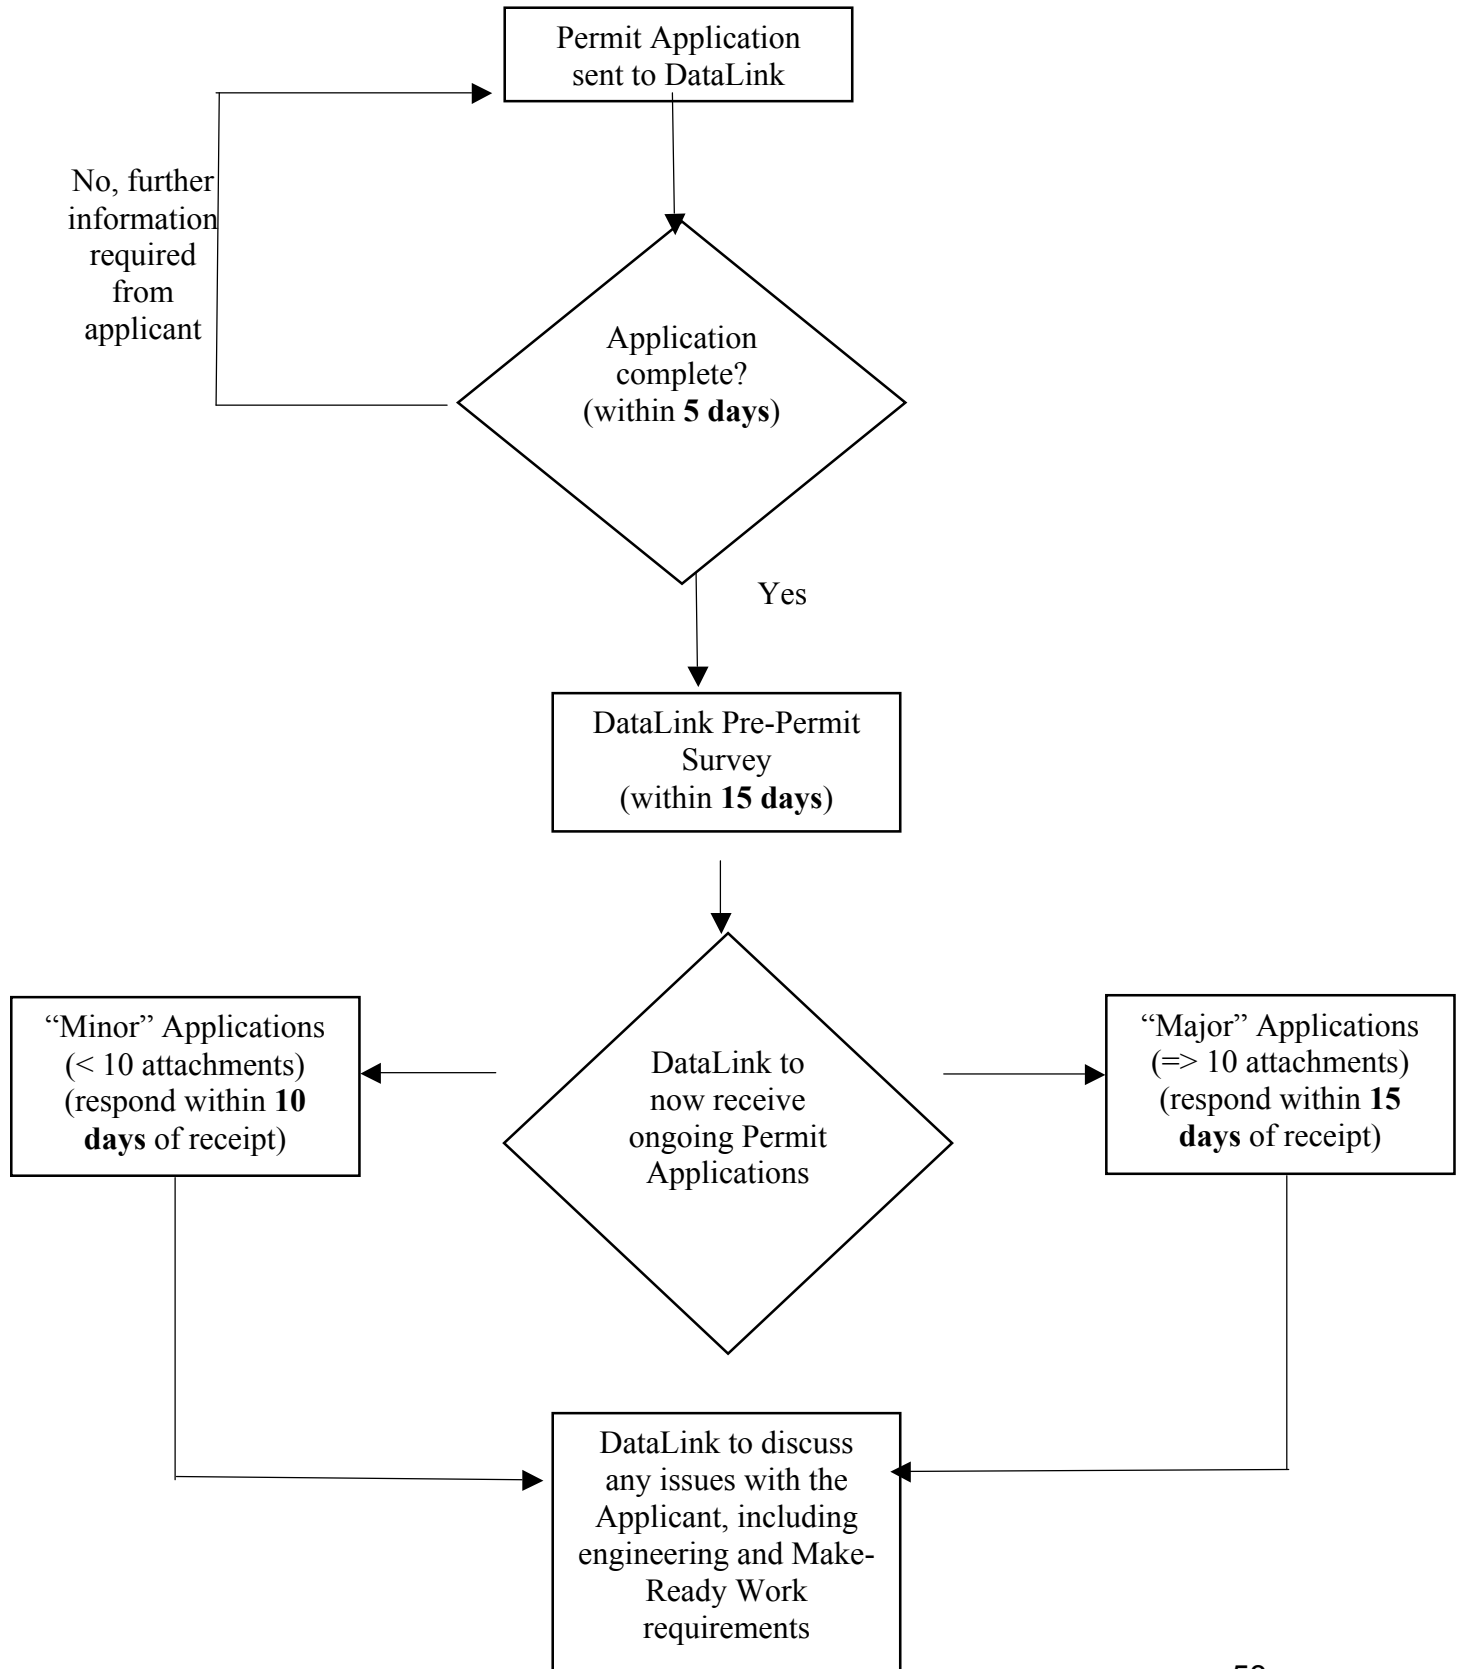 Permit Application
sent to DataLink
No, further
information
required
from
applicant
Application
complete?
(within 5 days)
Yes
DataLink Pre-Permit
Survey
(within 15 days)
“Minor” Applications
(< 10 attachments)
(respond within 10
days of receipt)
DataLink to
now receive
ongoing Permit
Applications
“Major” Applications
(=> 10 attachments)
(respond within 15
days of receipt)
DataLink to discuss
any issues with the
Applicant, including
engineering and Make-
Ready Work
requirements